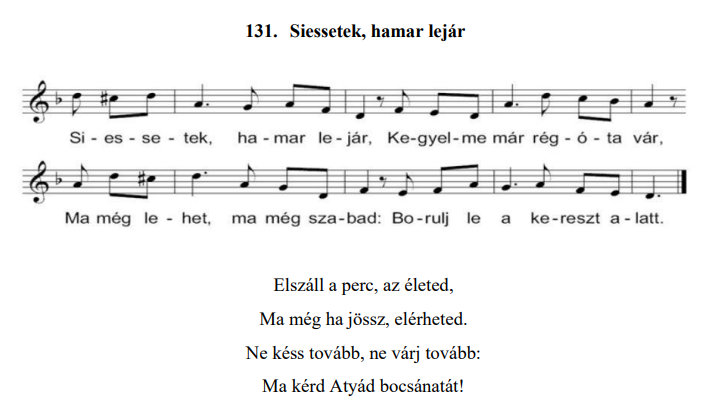 131. Siessetek, hamar lejár
Si - es - se - tek, ha - mar le - jár, Ke - gyel - me már rég - ó - ta vár,
Ma még le - het, ma még sza - bad: Bo - rulj le a ke - reszt a - latt.
Elszáll a perc, az életed,
Ma még ha jössz, elérheted.
Ne késs tovább, ne várj tovább:
Ma kérd Atyád bocsánatát!